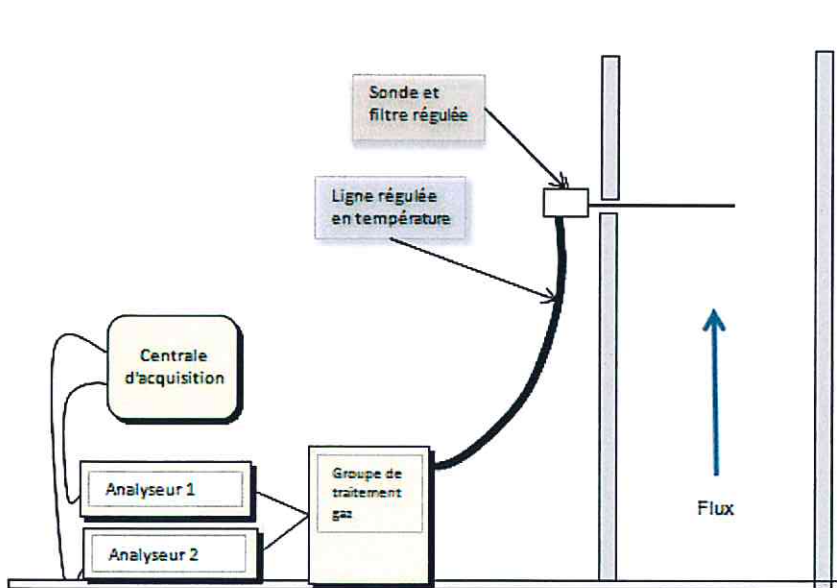 Sonde et
filtre régulée
Ligne régulée
en température
Centrale
d'acquisition
Groupe de
traitement
gaz
Analyseur 1
Analyseur 2
Flux